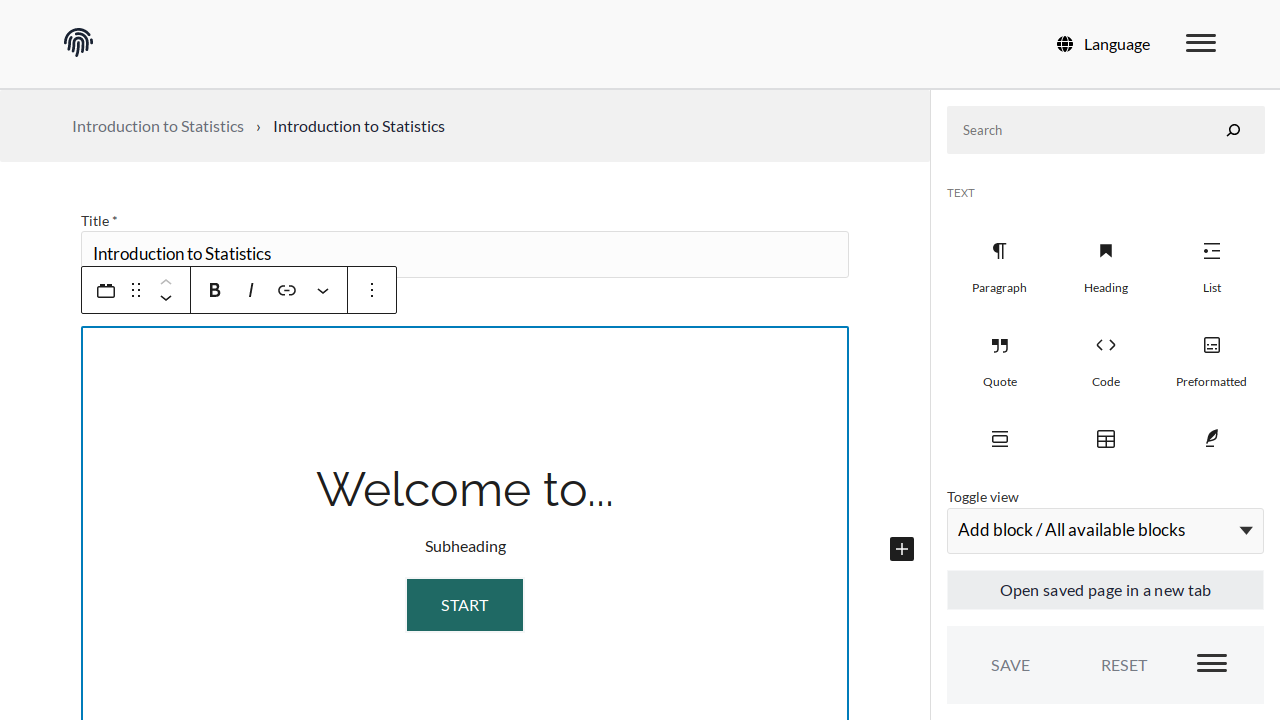 Language
Introduction to Statistics › Introduction to Statistics
Search
TEXT
Title *
Introduction to Statistics
B I
Paragraph Heading List
Quote Code Preformatted
Welcome to...
Subheading
START
Toggle view
Add block / All available blocks
Open saved page in a new tab
SAVE RESET